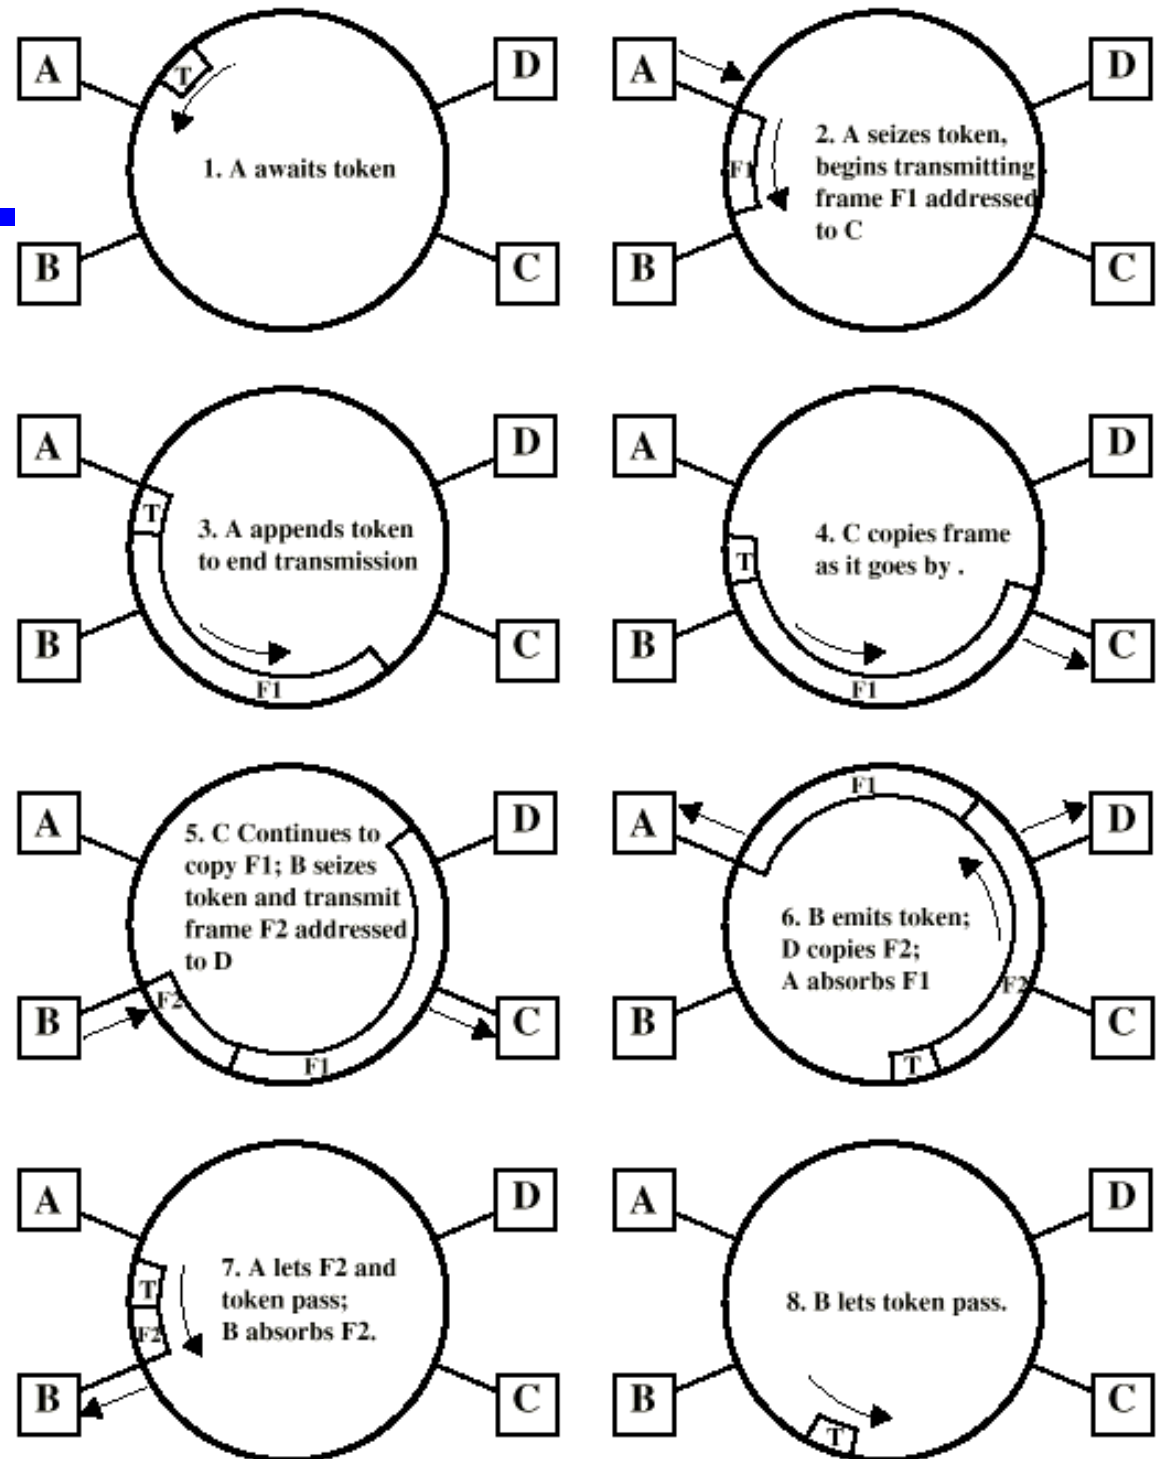 A
T
D
1. A awaits token
B
C
A
D
2. A seizes token,
begins transmitting
frame F1 addressed
to C
F1
B
C
A
D
T
3. A appends token
to end transmission
B
C
F1
A
D
4. C copies frame
as it goes by .
T
B
C
F1
A
D
5. C Continues to
copy F1; B seizes
token and transmit
frame F2 addressed
to D
F2
B
C
F1
F1
A
D
6. B emits token;
D copies F2;
A absorbs F1
F2
B
C
T
A
D
7. A lets F2 and
token pass;
B absorbs F2.
T
F2
B
C
A
D
8. B lets token pass.
B
C
T